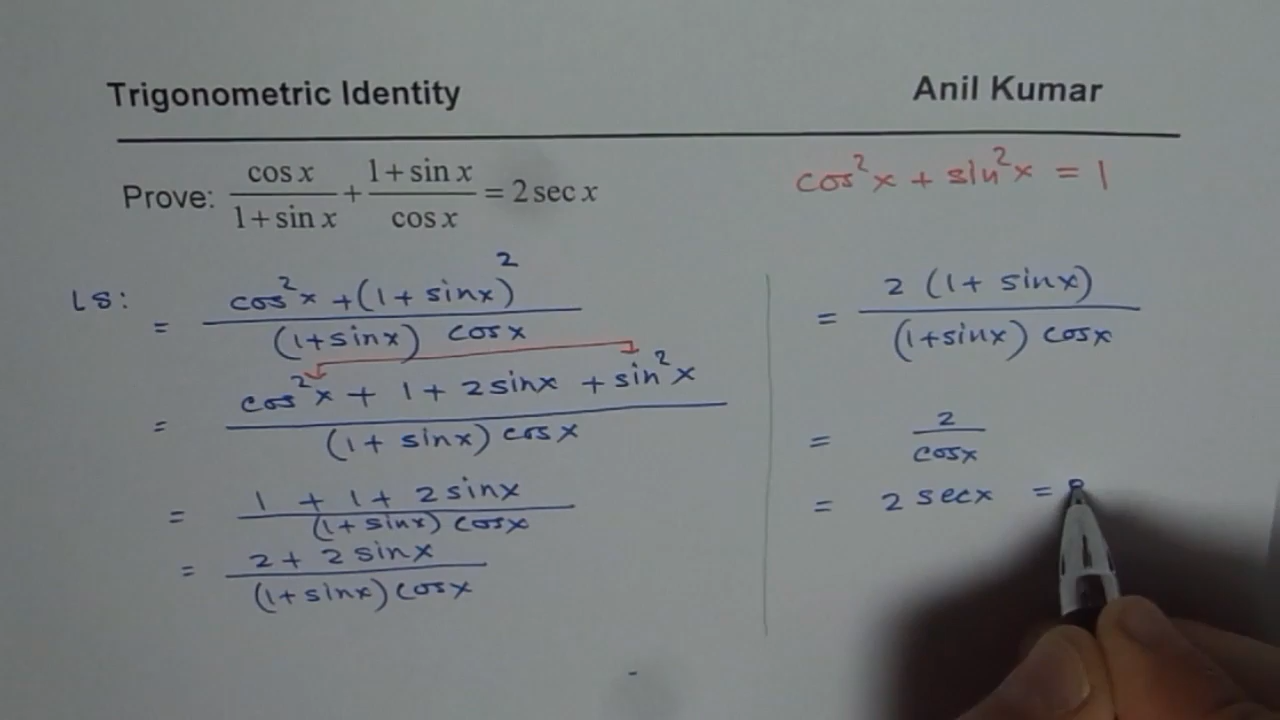 Trigonometric Identity Anil Kumar
Prove: cos x / (1 + sin x) + (1 + sin x) / cos x = 2 sec x
cos²x + sin²x = 1
LS:
= (cos²x + (1 + sinx)²) / ((1+sinx) cosx)
= (cos²x + 1 + 2sinx + sin²x) / ((1+ sinx) cosx)
= (1 + 1 + 2sinx) / ((1+sinx) cosx)
= (2+ 2sinx) / ((1+sinx) cosx)
= (2 (1+ sinx)) / ((1+sinx) cosx)
= 2 / cosx
= 2 secx =